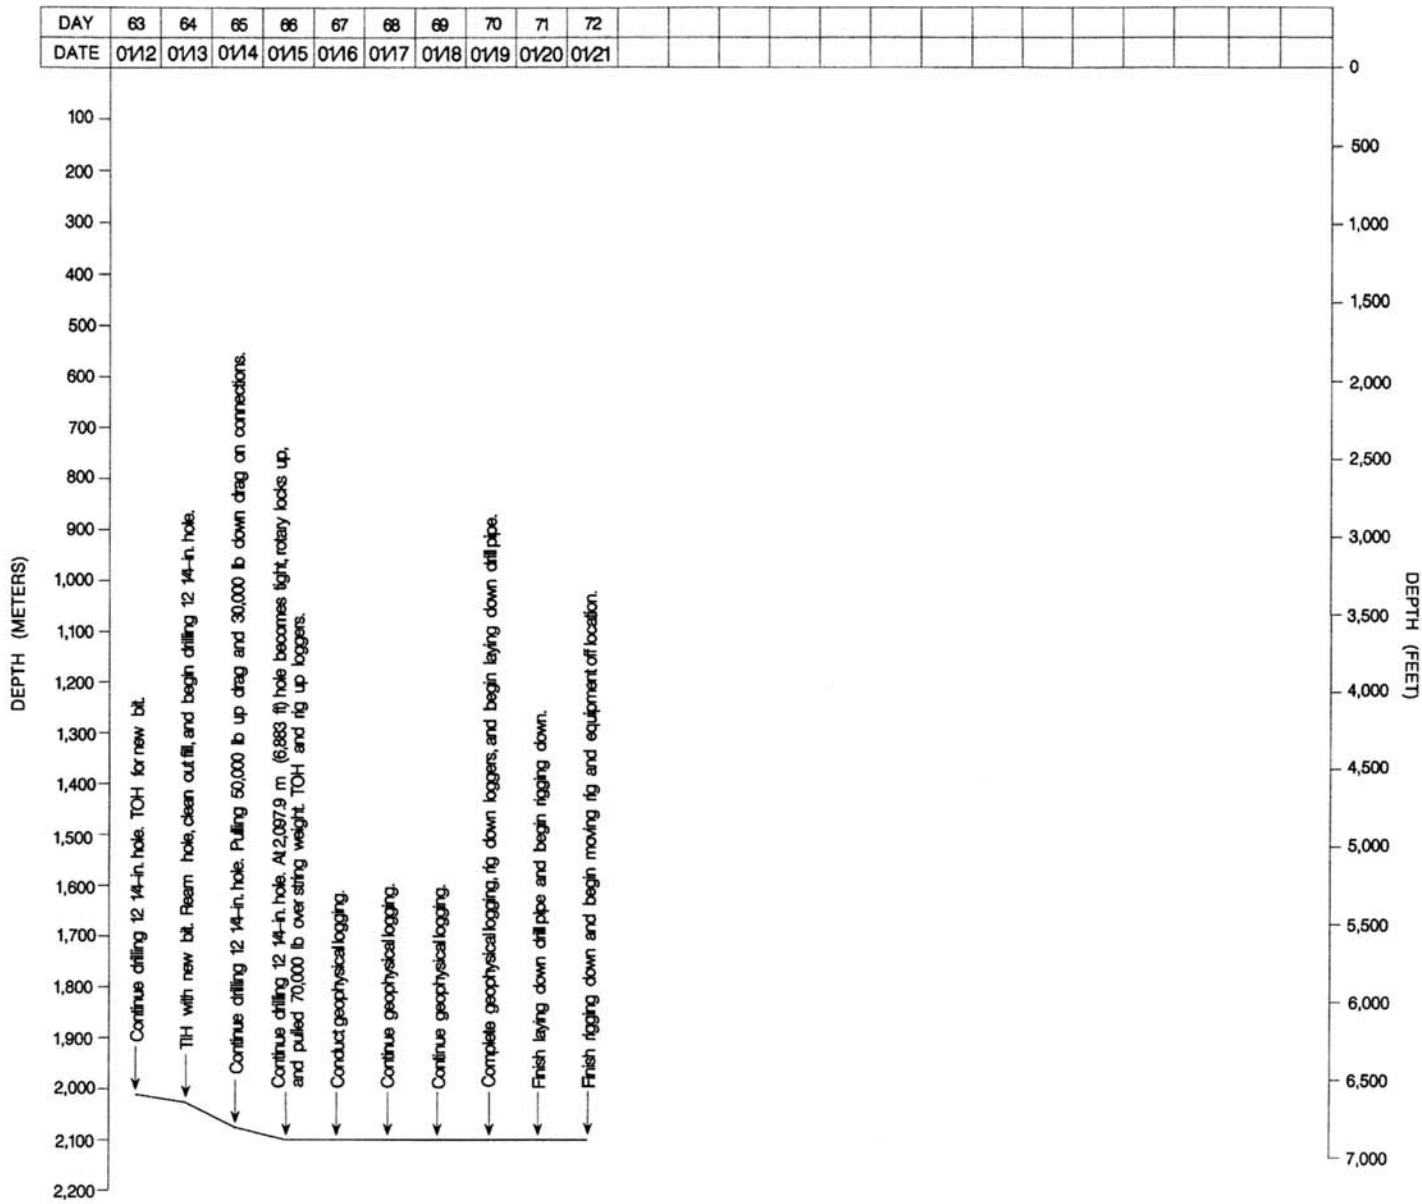 DAY 63 64 65 66 67 68 69 70 71 72
DATE 01/12 01/13 01/14 01/15 01/16 01/17 01/18 01/19 01/20 01/21
DEPTH (METERS)
100
200
300
400
500
600
700
800
900
1,000
1,100
1,200
1,300
1,400
1,500
1,600
1,700
1,800
1,900
2,000
2,100
2,200
Continue drilling 12 1/4-in. hole. TOH for new bit.
TIH with new bit. Ream hole, clean out fill, and begin drilling 12 1/4-in. hole.
Continue drilling 12 1/4-in. hole. Pulling 50,000 lb up drag and 30,000 lb down drag on connections.
Continue drilling 12 1/4-in. hole. At 2,097.9 m (6,883 ft) hole becomes tight, rotary locks up,
and pulled 70,000 lb over string weight. TOH and rig up loggers.
Conduct geophysical logging.
Continue geophysical logging.
Continue geophysical logging.
Complete geophysical logging, rig down loggers, and begin laying down drill pipe.
Finish laying down drill pipe and begin rigging down.
Finish rigging down and begin moving rig and equipment off location.
0
500
1,000
1,500
2,000
2,500
3,000
3,500
4,000
4,500
5,000
5,500
6,000
6,500
7,000
DEPTH (FEET)